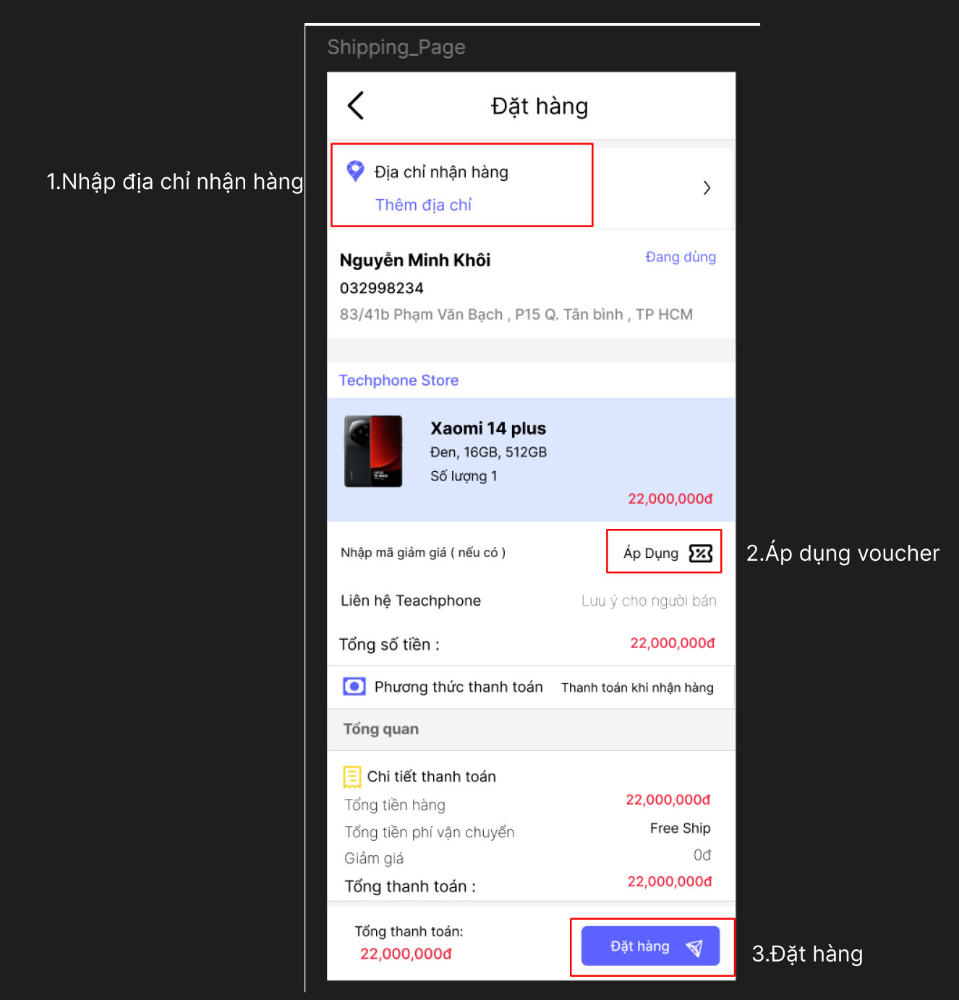 Shipping_Page
Đặt hàng
1.Nhập địa chỉ nhận hàng
Địa chỉ nhận hàng
Thêm địa chỉ
Nguyễn Minh Khôi
Đang dùng
032998234
83/41b Phạm Văn Bạch , P15 Q. Tân bình , TP HCM
Techphone Store
Xaomi 14 plus
Đen, 16GB, 512GB
Số lượng 1
22,000,000đ
Nhập mã giảm giá ( nếu có )
Áp Dụng
2.Áp dụng voucher
Liên hệ Teachphone
Lưu ý cho người bán
Tổng số tiền :
22,000,000đ
Phương thức thanh toán
Thanh toán khi nhận hàng
Tổng quan
Chi tiết thanh toán
Tổng tiền hàng
22,000,000đ
Tổng tiền phí vận chuyển
Free Ship
Giảm giá
0đ
Tổng thanh toán :
22,000,000đ
Tổng thanh toán:
22,000,000đ
Đặt hàng
3.Đặt hàng